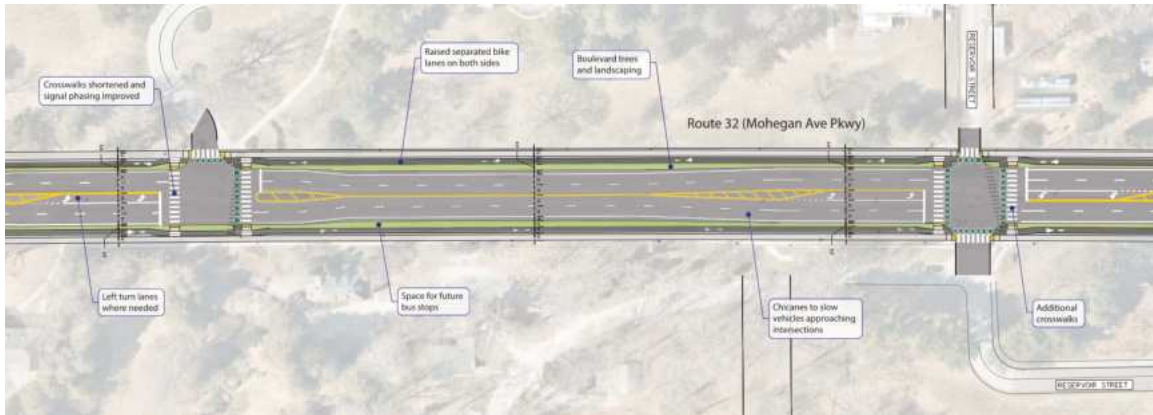 RESERVOIR
STREET
Raised separated bike
lanes on both sides
Boulevard trees
and landscaping
Crosswalks shortened and
signal phasing improved
Route 32 (Mohegan Ave Pkwy)
Left turn lanes
where needed
Space for future
bus stops
Chicanes to slow
vehicles approaching
intersections
Additional
crosswalks
RESERVOIR STREET